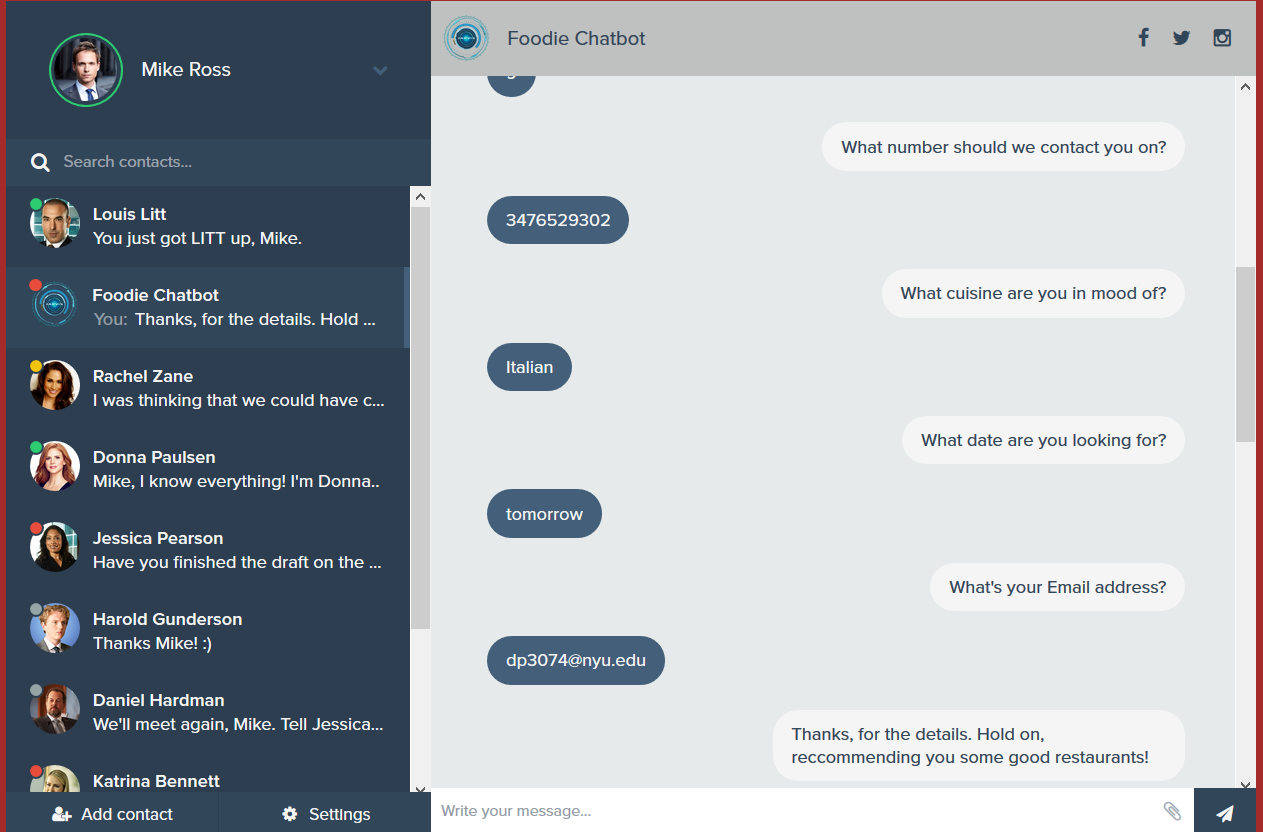 Mike Ross
Search contacts...
Louis Litt
You just got LITT up, Mike.
Foodie Chatbot
You: Thanks, for the details. Hold ...
Rachel Zane
I was thinking that we could have c...
Donna Paulsen
Mike, I know everything! I'm Donna..
Jessica Pearson
Have you finished the draft on the ...
Harold Gunderson
Thanks Mike! :)
Daniel Hardman
We'll meet again, Mike. Tell Jessica...
Katrina Bennett
Add contact
Settings
Foodie Chatbot
What number should we contact you on?
3476529302
What cuisine are you in mood of?
Italian
What date are you looking for?
tomorrow
What's your Email address?
dp3074@nyu.edu
Thanks, for the details. Hold on,
reccommending you some good restaurants!
Write your message...